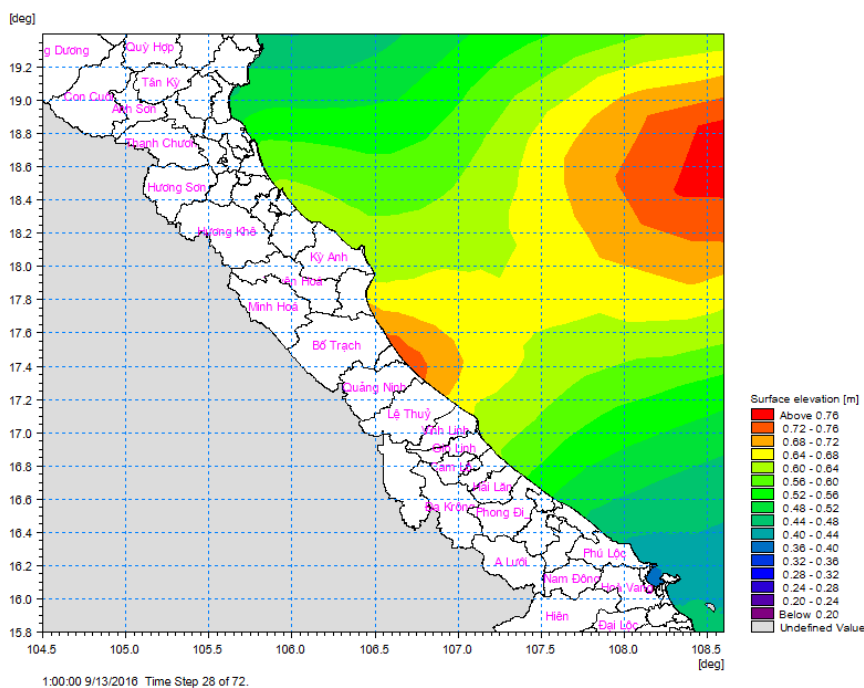 [deg]
19.4
19.2
19.0
18.8
18.6
18.4
18.2
18.0
17.8
17.6
17.4
17.2
17.0
16.8
16.6
16.4
16.2
16.0
15.8
g Dương
Quỳ Hợp
Tân Kỳ
Con Cuôi
Anh Sơn
Thanh Chươi
Hương Sơn
Hương Khê
Kỳ Anh
ên Hoá
Minh Hoá
Bố Trạch
Quảng Ninh
Lệ Thuỷ
Vĩnh Linh
Gio Linh
Cam Lộ
Hải Lăn
Đa Krông
Phong Đi
A Lưới
Phú Lộc
Nam Đông
Hoà Vang
Hiên
Đại Lộc
104.5 105.0 105.5 106.0 106.5 107.0 107.5 108.0 108.5
[deg]
1:00:00 9/13/2016 Time Step 28 of 72.
Surface elevation [m]
Above 0.76
0.72 - 0.76
0.68 - 0.72
0.64 - 0.68
0.60 - 0.64
0.56 - 0.60
0.52 - 0.56
0.48 - 0.52
0.44 - 0.48
0.40 - 0.44
0.36 - 0.40
0.32 - 0.36
0.28 - 0.32
0.24 - 0.28
0.20 - 0.24
Below 0.20
Undefined Value